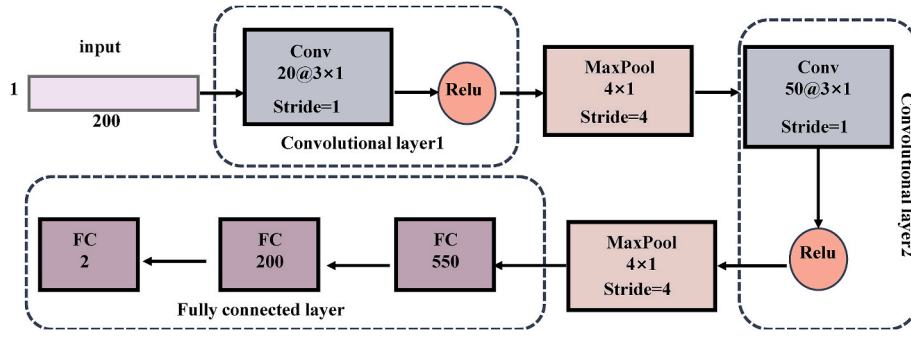 input
1
200
Conv
20@3×1
Stride=1
Relu
Convolutional layer1
MaxPool
4×1
Stride=4
Conv
50@3×1
Stride=1
Relu
Convolutional layer2
MaxPool
4×1
Stride=4
FC
550
FC
200
FC
2
Fully connected layer